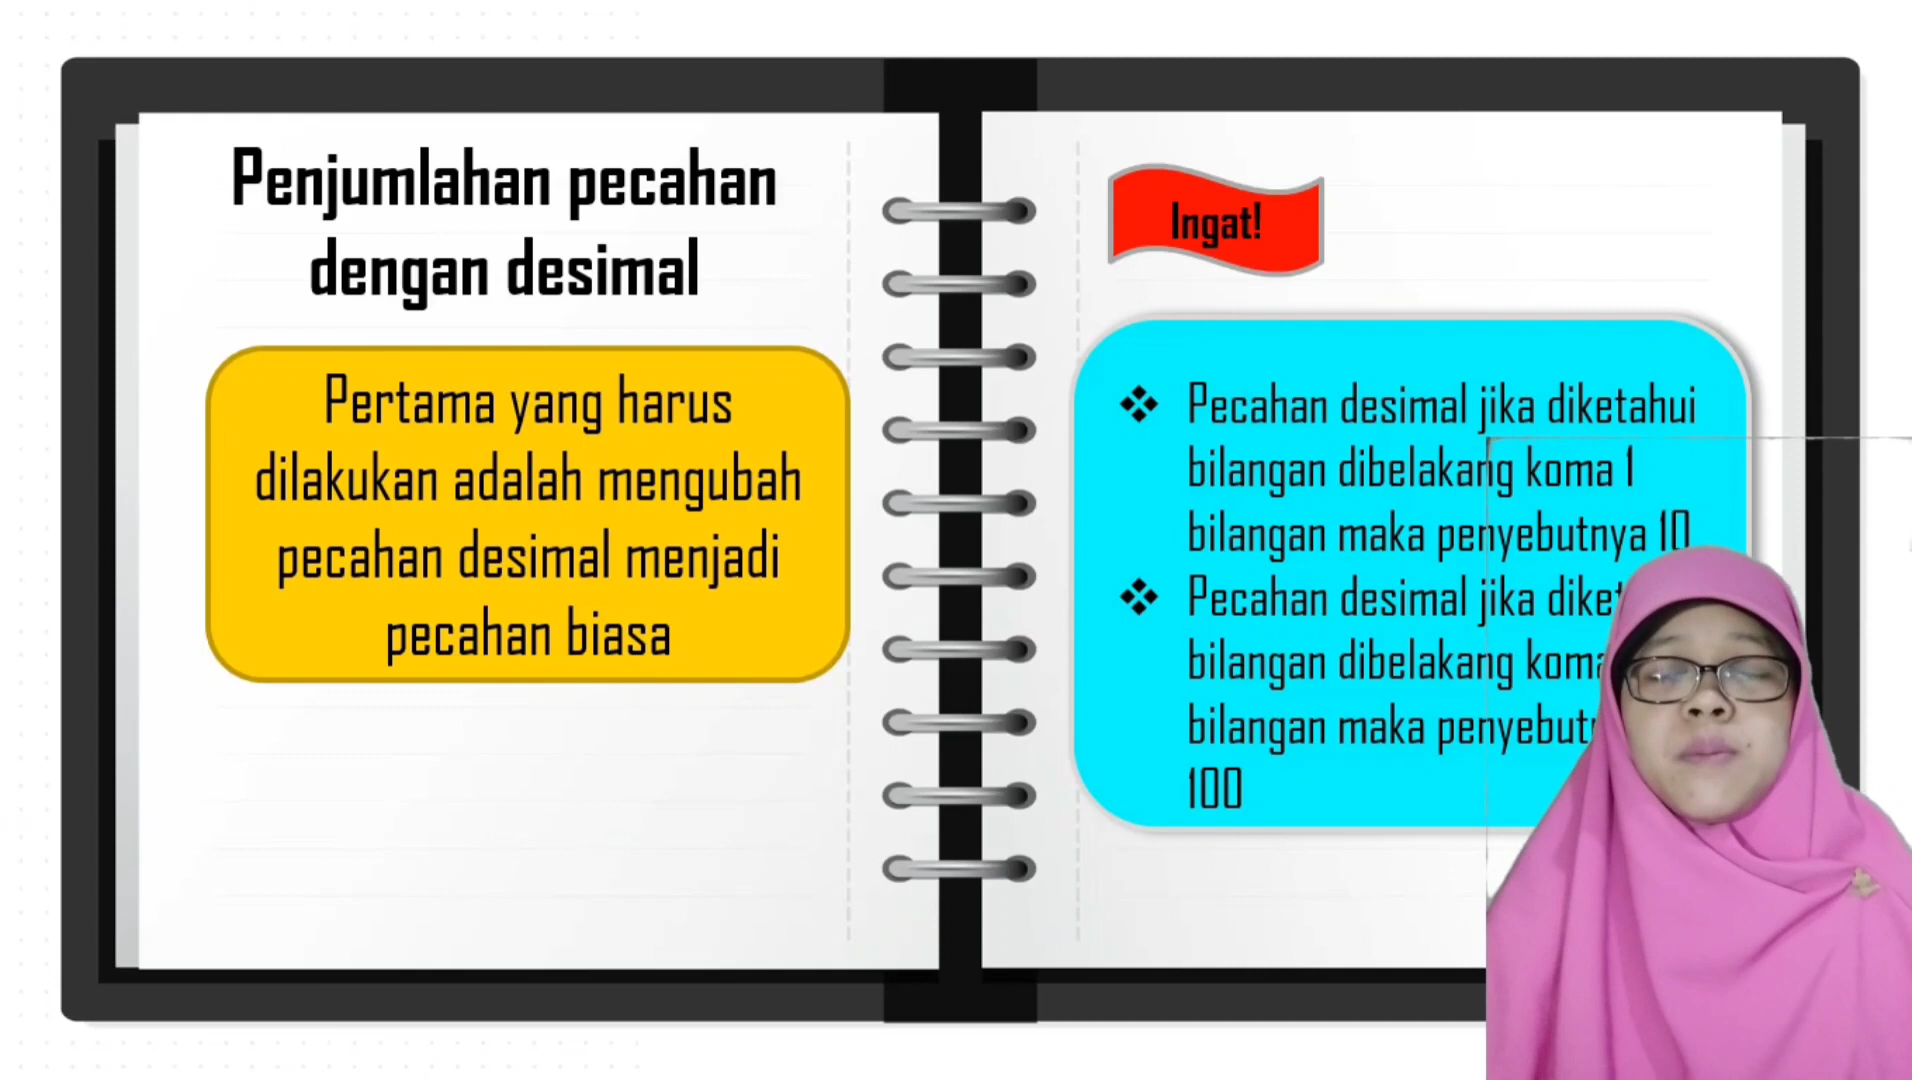 Penjumlahan pecahan
dengan desimal
Pertama yang harus
dilakukan adalah mengubah
pecahan desimal menjadi
pecahan biasa
Ingat!
Pecahan desimal jika diketahui
bilangan dibelakang koma 1
bilangan maka penyebutnya 10
Pecahan desimal jika
bilangan dibelakang koma
bilangan maka
100